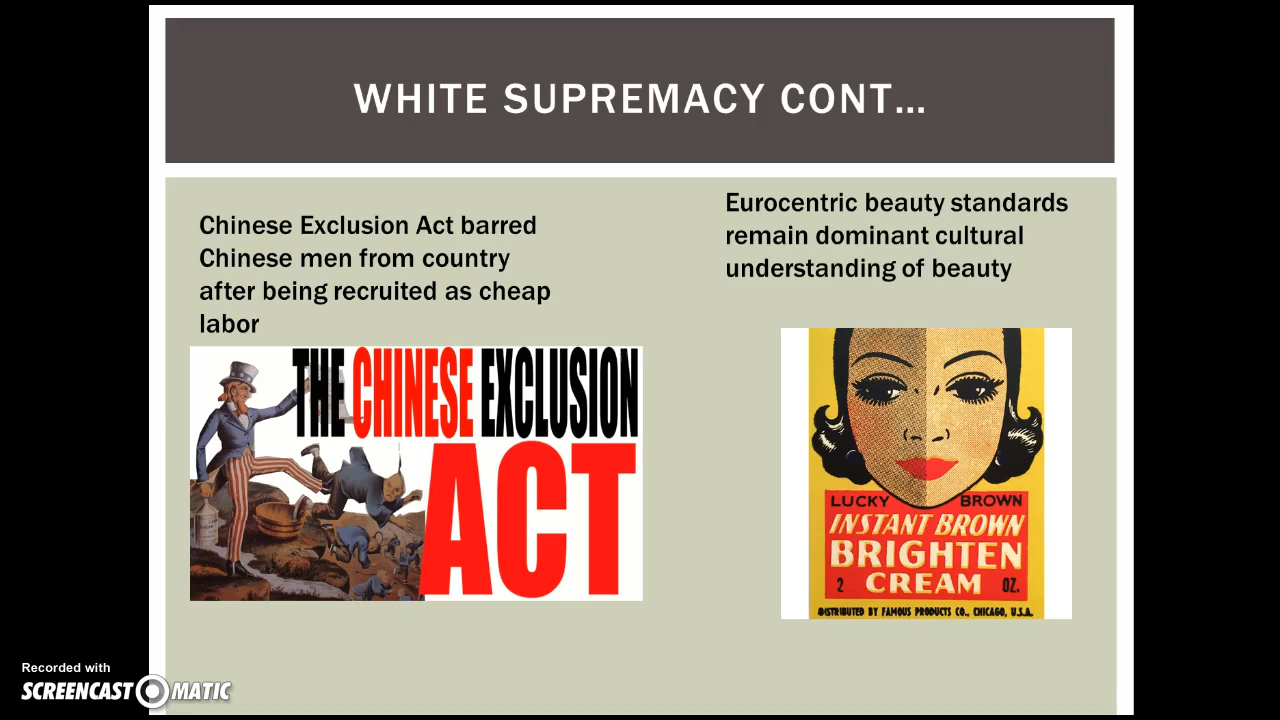 WHITE SUPREMACY CONT...
Chinese Exclusion Act barred
Chinese men from country
after being recruited as cheap
labor
THE CHINESE EXCLUSION
ACT
Eurocentric beauty standards
remain dominant cultural
understanding of beauty
LUCKY BROWN
INSTANT BROWN
BRIGHTEN
2 CREAM OZ.
DISTRIBUTED BY FAMOUS PRODUCTS CO., CHICAGO, U.S.A.
Recorded with
SCREENCAST MATIC